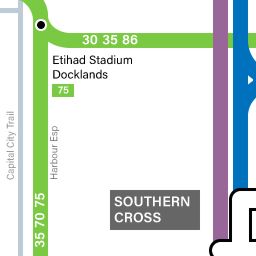 30 35 86
Etihad Stadium
Docklands
75
Capital City Trail
Harbour Esp
35 70 75
SOUTHERN
CROSS